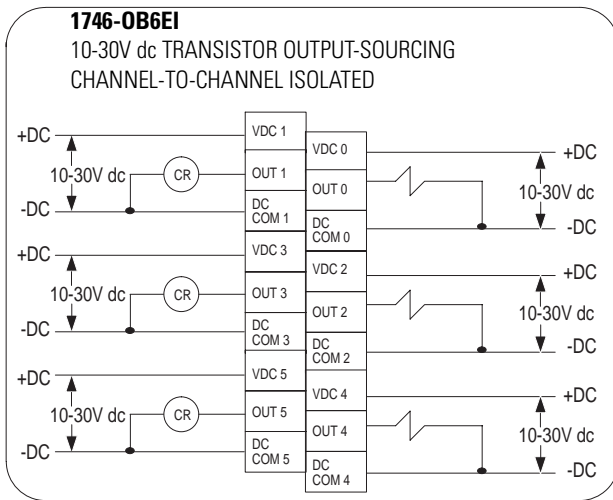 1746-OB6EI
10-30V dc TRANSISTOR OUTPUT-SOURCING
CHANNEL-TO-CHANNEL ISOLATED
+DC
10-30V dc
-DC
CR
VDC 1
OUT 1
DC
COM 1
VDC 0
OUT 0
DC
COM 0
+DC
10-30V dc
-DC
+DC
10-30V dc
-DC
CR
VDC 3
OUT 3
DC
COM 3
VDC 2
OUT 2
DC
COM 2
+DC
10-30V dc
-DC
+DC
10-30V dc
-DC
CR
VDC 5
OUT 5
DC
COM 5
VDC 4
OUT 4
DC
COM 4
+DC
10-30V dc
-DC